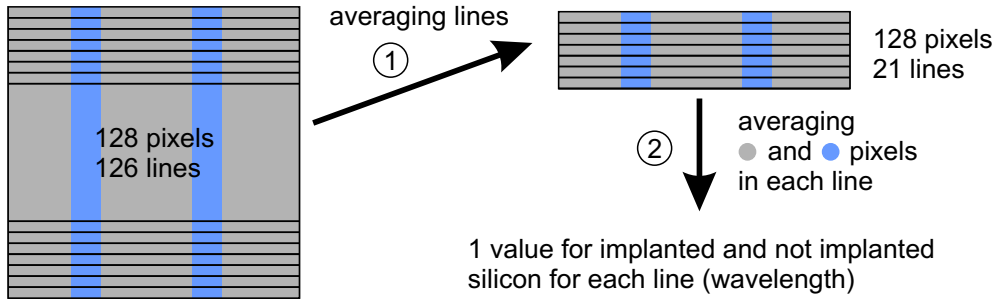 averaging lines
1
128 pixels
126 lines
128 pixels
21 lines
2
averaging
and pixels
in each line
1 value for implanted and not implanted
silicon for each line (wavelength)